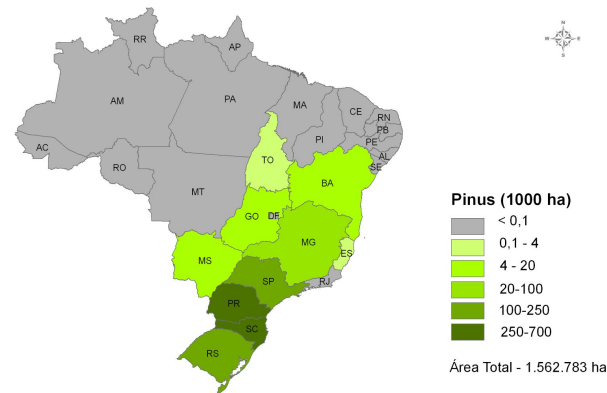 N
W E
S
RR
AP
AM
PA
MA
CE
RN
PB
PE
AL
SE
PI
AC
RO
TO
MT
BA
GO
DF
MG
ES
MS
SP
RJ
PR
SC
RS
Pinus (1000 ha)
< 0,1
0,1 - 4
4 - 20
20-100
100-250
250-700
Área Total - 1.562.783 ha